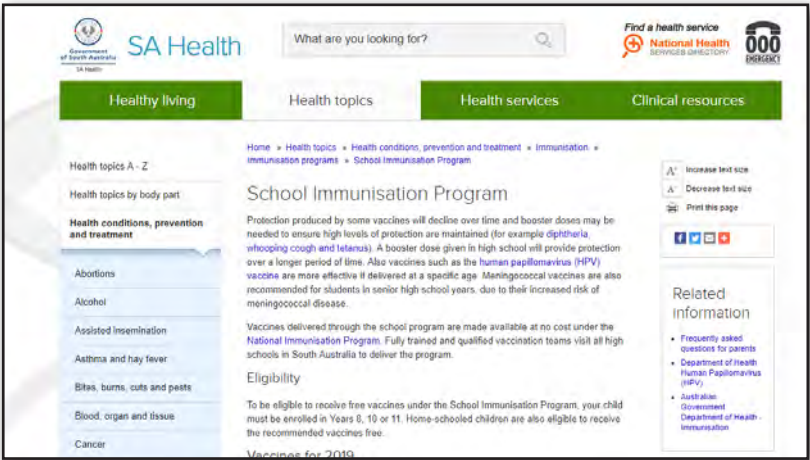 Government
of South Australia
SA Health
SA Health
What are you looking for?
Find a health service
National Health
SERVICES DIRECTORY
000
EMERGENCY
Healthy living
Health topics
Health services
Clinical resources
Home » Health topics » Health conditions, prevention and treatment » Immunisation »
Immunisation programs » School Immunisation Program
Health topics A - Z
Health topics by body part
Health conditions, prevention
and treatment
Abortions
Alcohol
Assisted Insemination
Asthma and hay fever
Bites, burns, cuts and pests
Blood, organ and tissue
Cancer
School Immunisation Program
Protection produced by some vaccines will decline over time and booster doses may be
needed to ensure high levels of protection are maintained (for example diphtheria,
whooping cough and tetanus). A booster dose given in high school will provide protection
over a longer period of time. Also vaccines such as the human papillomavirus (HPV)
vaccine are more effective if delivered at a specific age. Meningococcal vaccines are also
recommended for students in senior high school years, due to their increased risk of
meningococcal disease.
Vaccines delivered through the school program are made available at no cost under the
National Immunisation Program. Fully trained and qualified vaccination teams visit all high
schools in South Australia to deliver the program.
Eligibility
To be eligible to receive free vaccines under the School Immunisation Program, your child
must be enrolled in Years 8, 10 or 11. Home-schooled children are also eligible to receive
the recommended vaccines free.
Vaccines for 2019
A+ Increase text size
A- Decrease text size
Print this page
Related
information
Frequently asked
questions for parents
Department of Health
Human Papillomavirus
(HPV)
Australian
Government
Department of Health -
Immunisation